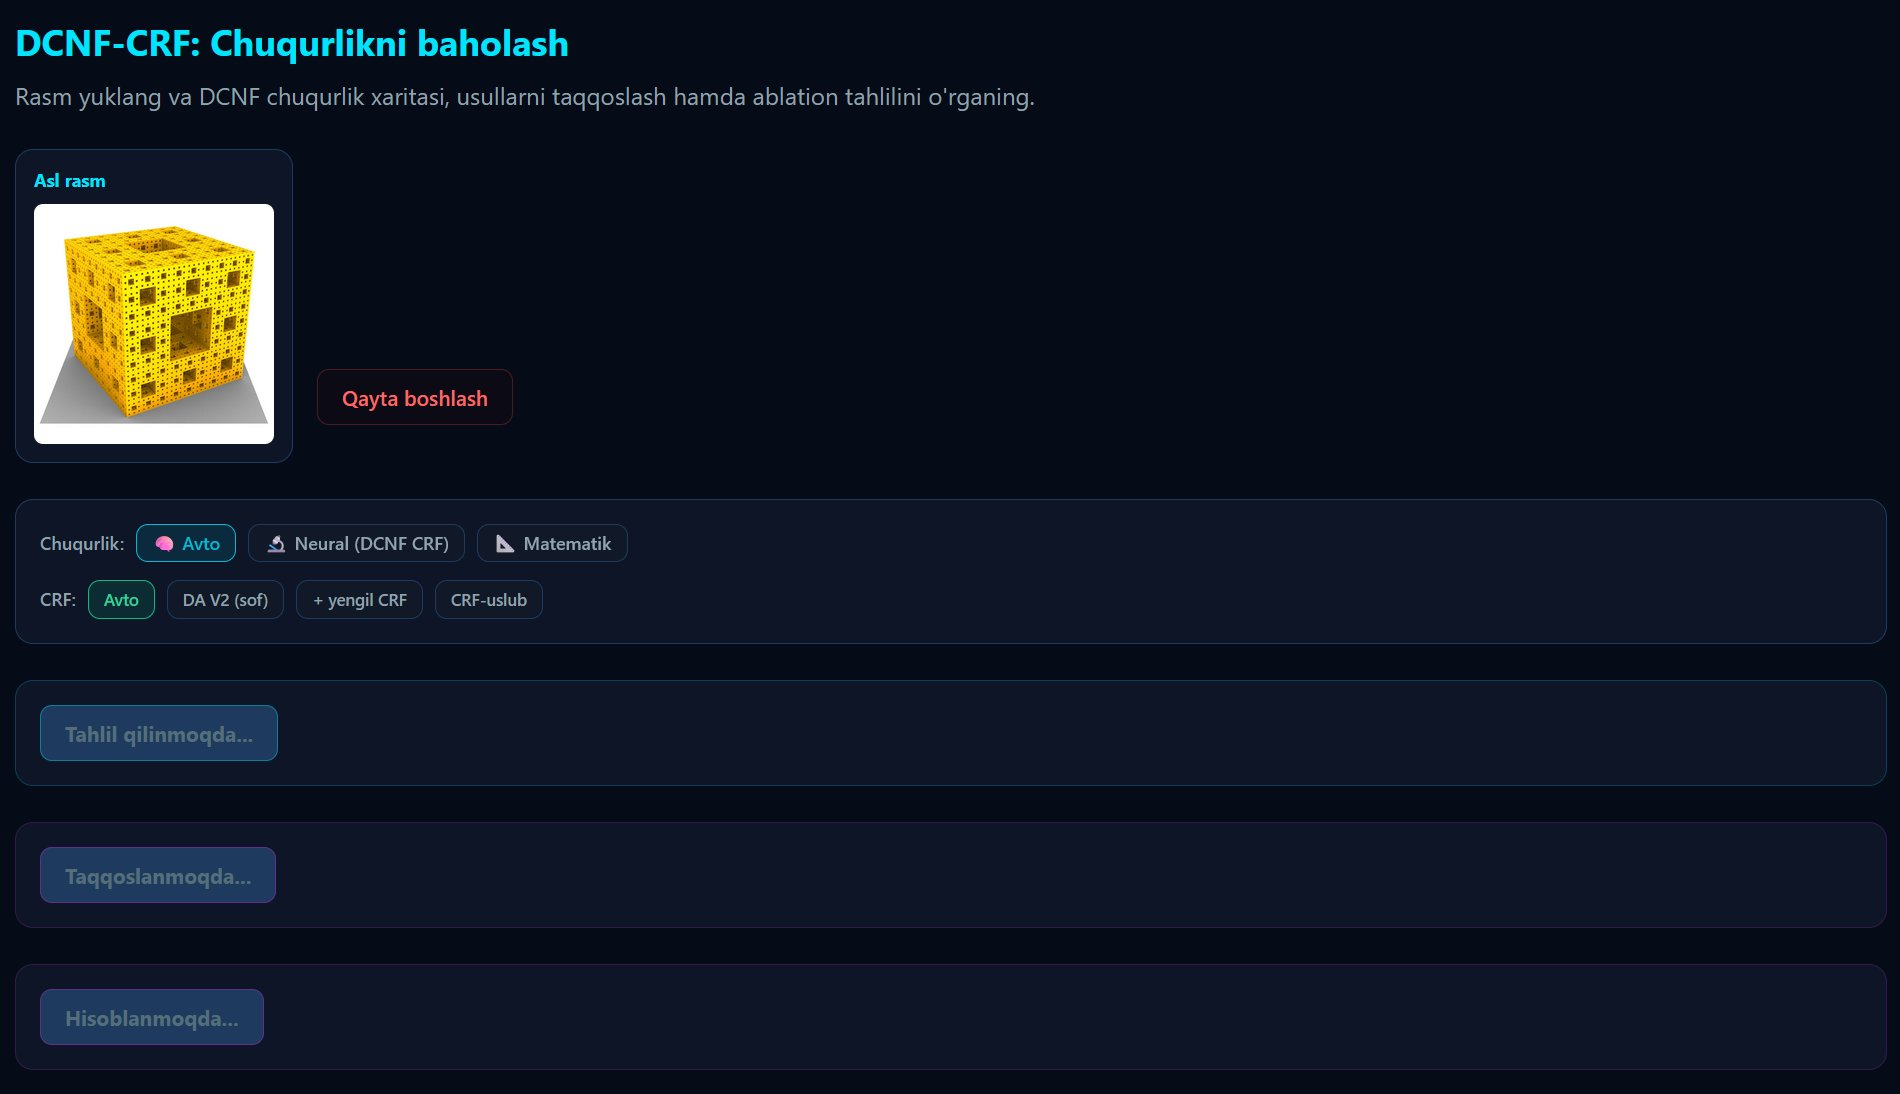 DCNF-CRF: Chuqurlikni baholash
Rasm yuklang va DCNF chuqurlik xaritasi, usullarni taqqoslash hamda ablation tahlilini o'rganing.
Asl rasm
Qayta boshlash
Chuqurlik: Avto Neural (DCNF CRF) Matematik
CRF: Avto DA V2 (sof) + yengil CRF CRF-uslub
Tahlil qilinmoqda...
Taqqoslanmoqda...
Hisoblanmoqda...